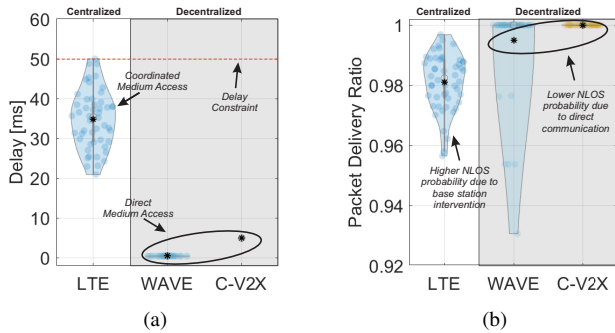 Centralized
Decentralized
60
50
40
30
20
10
0
Delay [ms]
Coordinated
Medium Access
Delay
Constraint
Direct
Medium Access
LTE
WAVE
C-V2X
(a)
Centralized
Decentralized
1
0.98
0.96
0.94
0.92
Packet Delivery Ratio
Lower NLOS
probability due to
direct
communication
Higher NLOS
probability due to
base station
intervention
LTE
WAVE
C-V2X
(b)